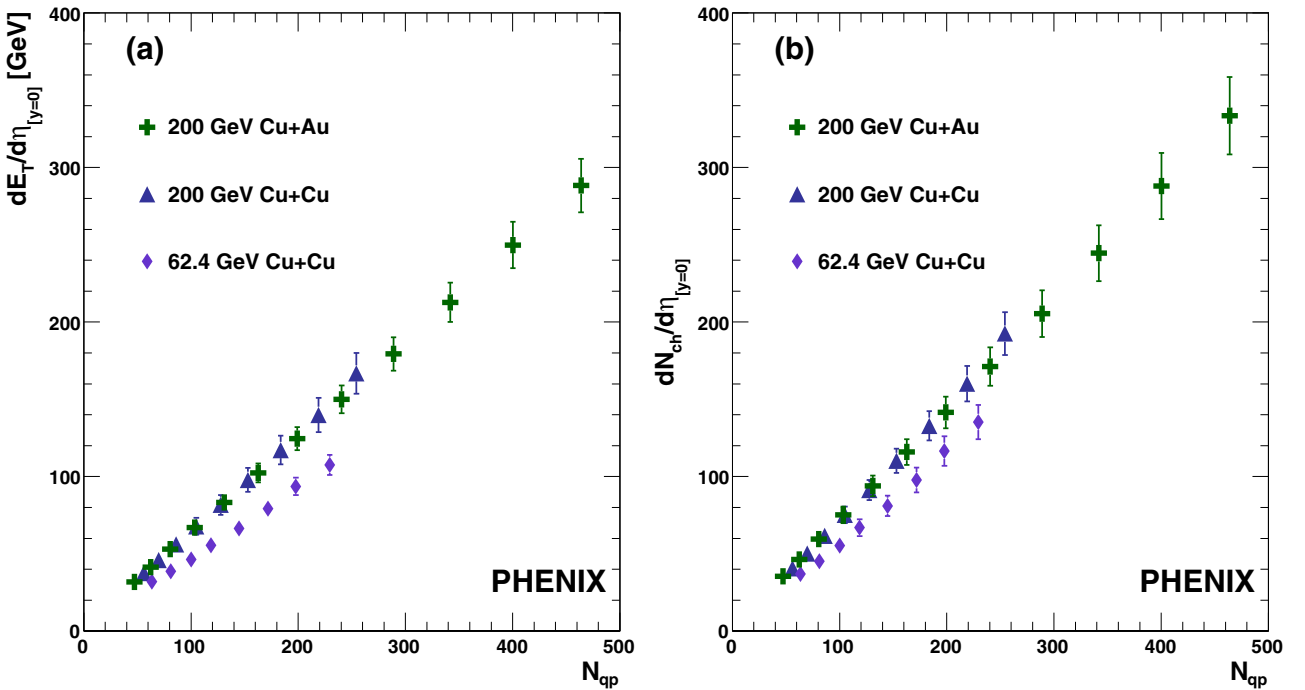 (a)
dE_T/dη_[y=0] [GeV]
400
300
200
100
0
200 GeV Cu+Au
200 GeV Cu+Cu
62.4 GeV Cu+Cu
PHENIX
0 100 200 300 400 500
N_qp
(b)
dN_ch/dη_[y=0]
400
300
200
100
0
200 GeV Cu+Au
200 GeV Cu+Cu
62.4 GeV Cu+Cu
PHENIX
0 100 200 300 400 500
N_qp